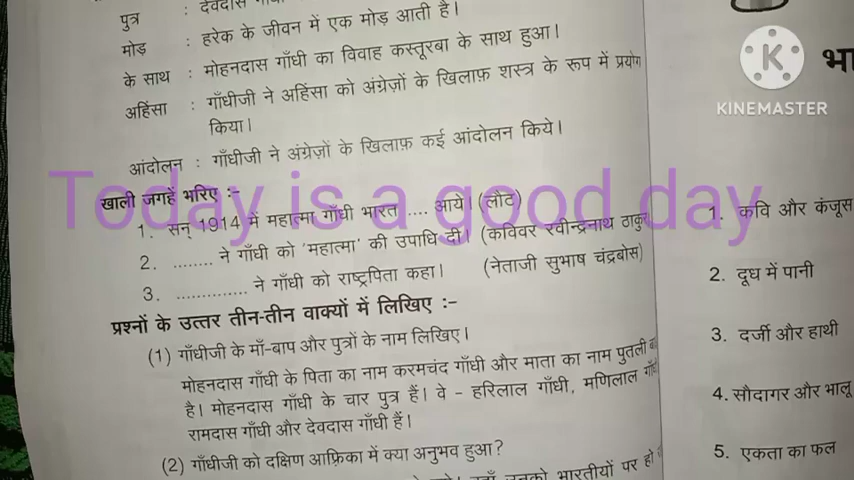 पुत्र : देवदास
मोड़ : हरेक के जीवन में एक मोड़ आती है।
के साथ : मोहनदास गाँधी का विवाह कस्तूरबा के साथ हुआ।
अहिंसा : गाँधीजी ने अहिंसा को अंग्रेज़ों के खिलाफ़ शस्त्र के रूप में प्रयोग
किया।
आंदोलन : गाँधीजी ने अंग्रेज़ों के खिलाफ़ कई आंदोलन किये।
Today is a good day
खाली जगहें भरिए :-
1. सन् 1914 में महात्मा गाँधी भारत .... आये। (लौट)
2. ........ ने गाँधी को 'महात्मा' की उपाधि दी। (कविवर रवीन्द्रनाथ ठाकुर
3. .............. ने गाँधी को राष्ट्रपिता कहा। (नेताजी सुभाष चंद्रबोस)
प्रश्नों के उत्तर तीन-तीन वाक्यों में लिखिए :-
(1) गाँधीजी के माँ-बाप और पुत्रों के नाम लिखिए।
मोहनदास गाँधी के पिता का नाम करमचंद गाँधी और माता का नाम पुतली
है। मोहनदास गाँधी के चार पुत्र हैं। वे - हरिलाल गाँधी, मणिलाल
रामदास गाँधी और देवदास गाँधी हैं।
(2) गाँधीजी को दक्षिण आफ्रिका में क्या अनुभव हुआ?
उनको भारतीयों पर हो
KINEMASTER
भा
1. कवि और कंजूस
2. दूध में पानी
3. दर्जी और हाथी
4. सौदागर और भालू
5. एकता का फल